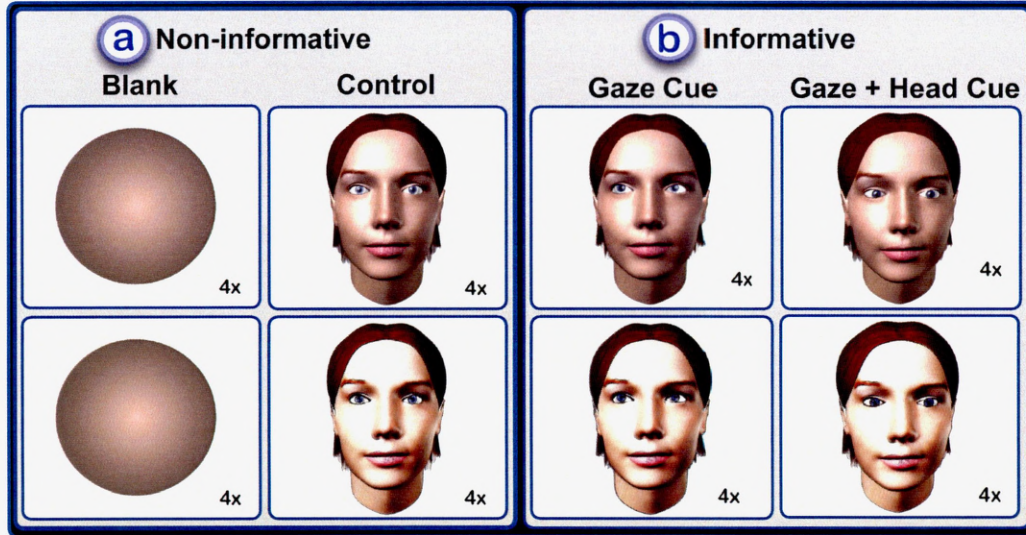 a Non-informative
b Informative
Blank
Control
Gaze Cue
Gaze + Head Cue
4x
4x
4x
4x
4x
4x
4x
4x